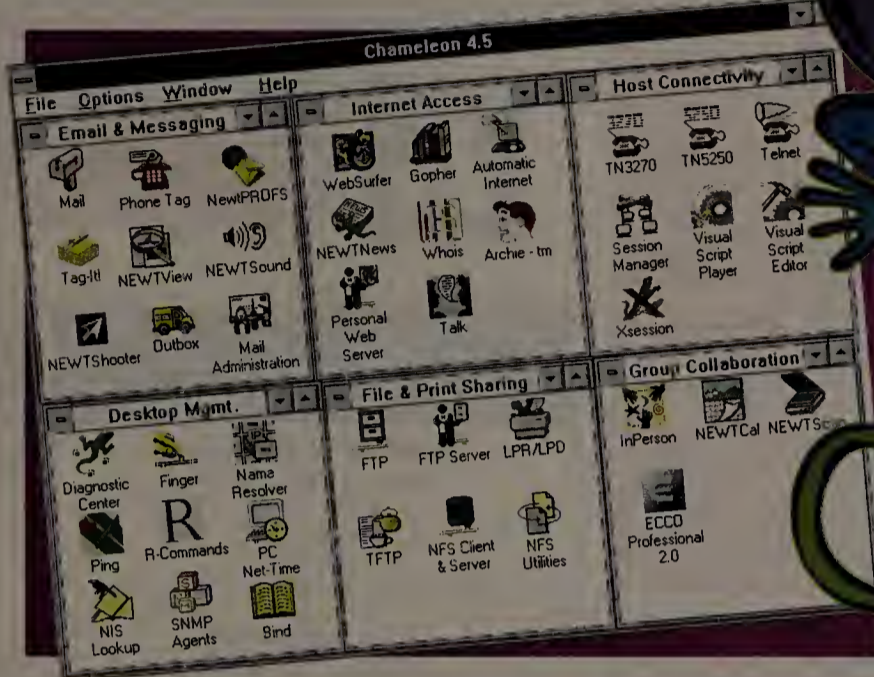 Chameleon 4.5
File Options Window Help
Email & Messaging
Mail
Phone Tag
NewtPROFS
Tag-It!
NEWTView
NEWTSound
NEWTShooter
Outbox
Mail
Administration
Internet Access
WebSurfer
Gopher
Automatic
Internet
NEWTNews
Whois
Archie - tm
Personal
Web
Server
Talk
Host Connectivity
3270
TN3270
5250
TN5250
Telnet
Session
Manager
Visual
Script
Player
Visual
Script
Editor
Xsession
Desktop Mgmt.
Diagnostic
Center
Finger
IP
Nama
Resolver
Ping
R
R-Commands
PC
Net-Time
NIS
Lookup
SNMP
Agents
Bind
File & Print Sharing
FTP
FTP Server
LPR/LPD
TFTP
NFS Client
& Server
NFS
Utilities
Group Collaboration
InPerson
NEWTCal
ECCO
Professional
2.0